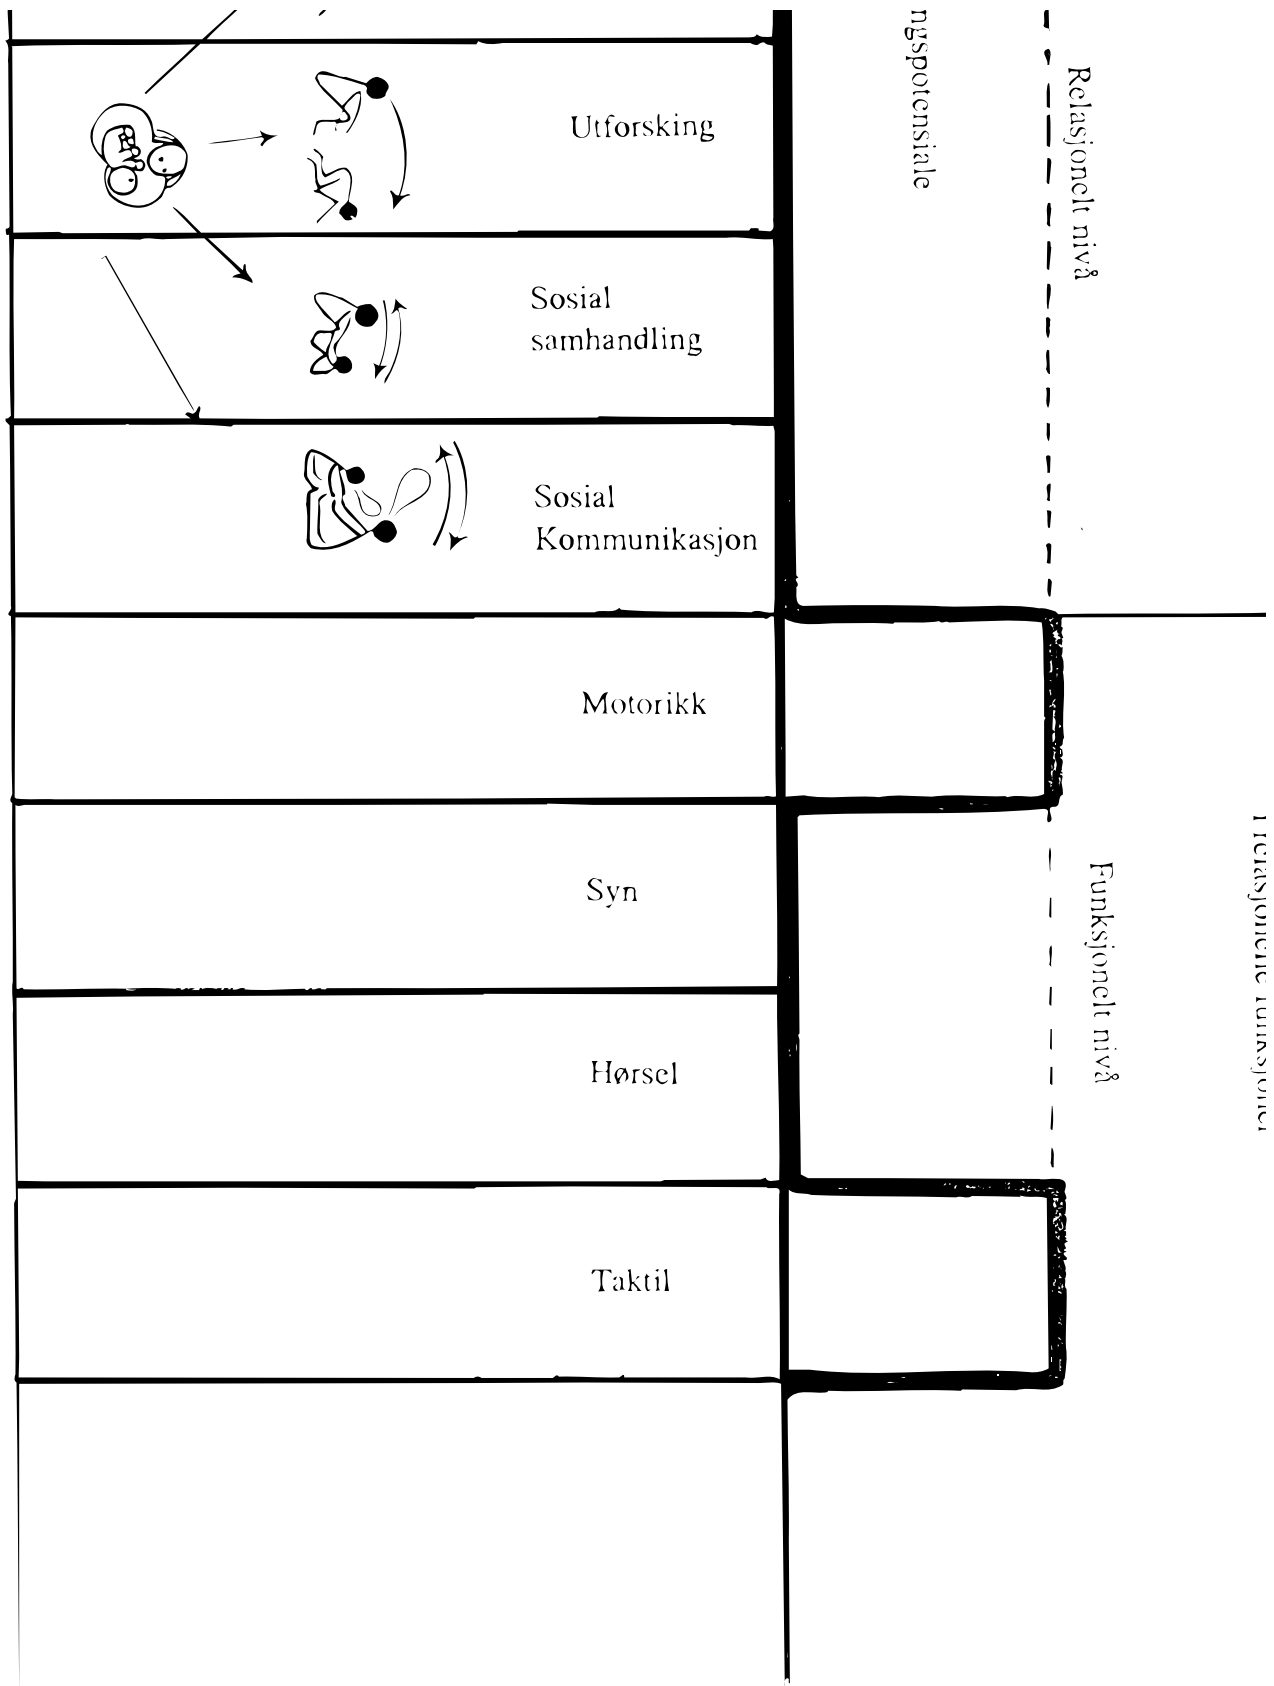 Utforsking
Sosial
samhandling
Sosial
Kommunikasjon
Motorikk
Syn
Hørsel
Taktil
ngspotensiale
Relasjonelt nivå
Funksjonelt nivå